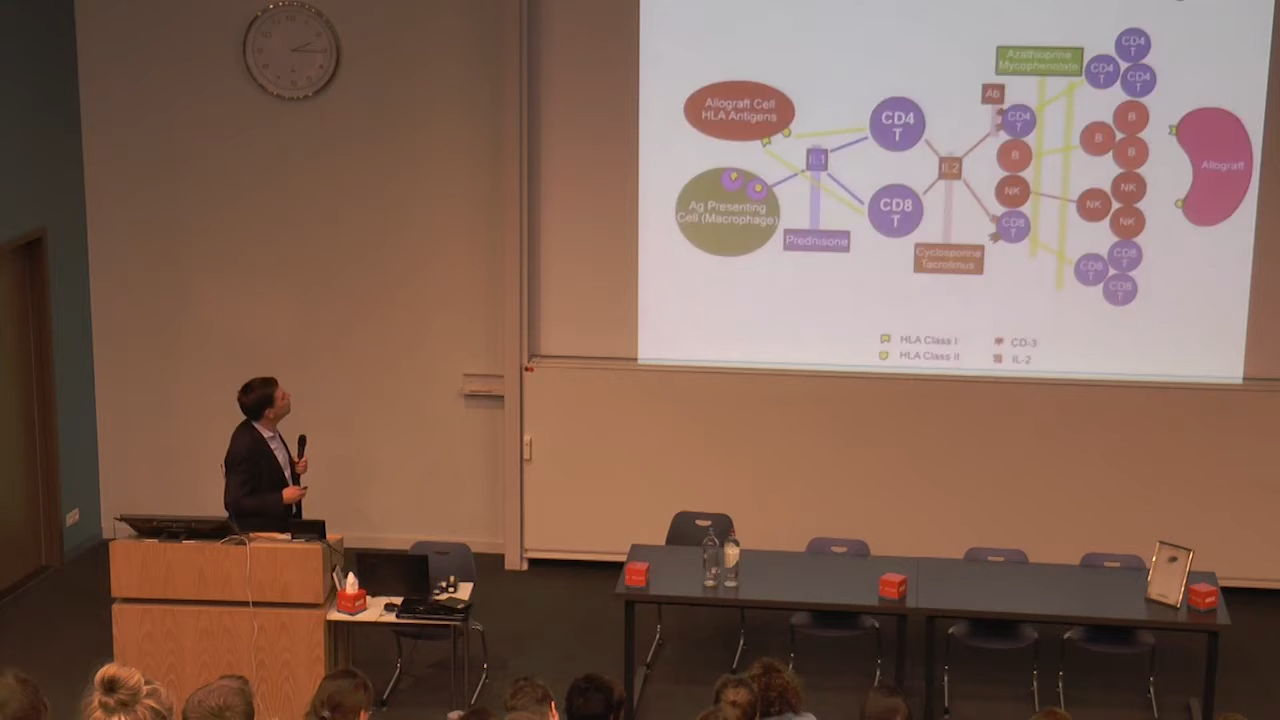 Azathioprine
Mycophenolate
CD4
T
CD4
T
CD4
T
Allograft Cell
HLA Antigens
Ab
CD4
T
CD4
T
B
B
B
B
IL1
IL2
Allograft
NK
NK
NK
NK
Ag Presenting
Cell (Macrophage)
CD8
T
CD8
T
Prednisone
Cyclosporine
Tacrolimus
CD8
T
CD8
T
CD8
T
HLA Class I
CD-3
HLA Class II
IL-2